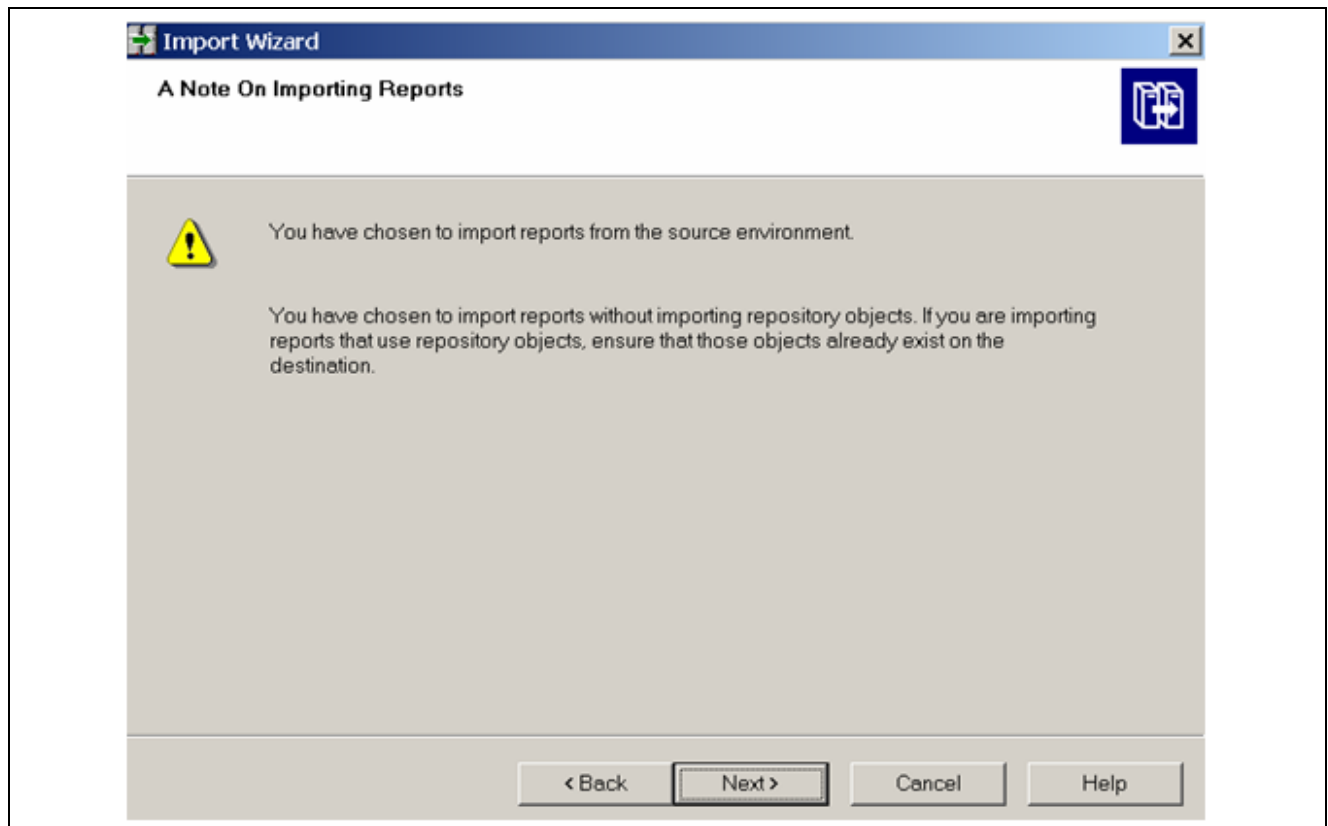 Import Wizard
A Note On Importing Reports
You have chosen to import reports from the source environment.
You have chosen to import reports without importing repository objects. If you are importing
reports that use repository objects, ensure that those objects already exist on the
destination.
< Back Next > Cancel Help